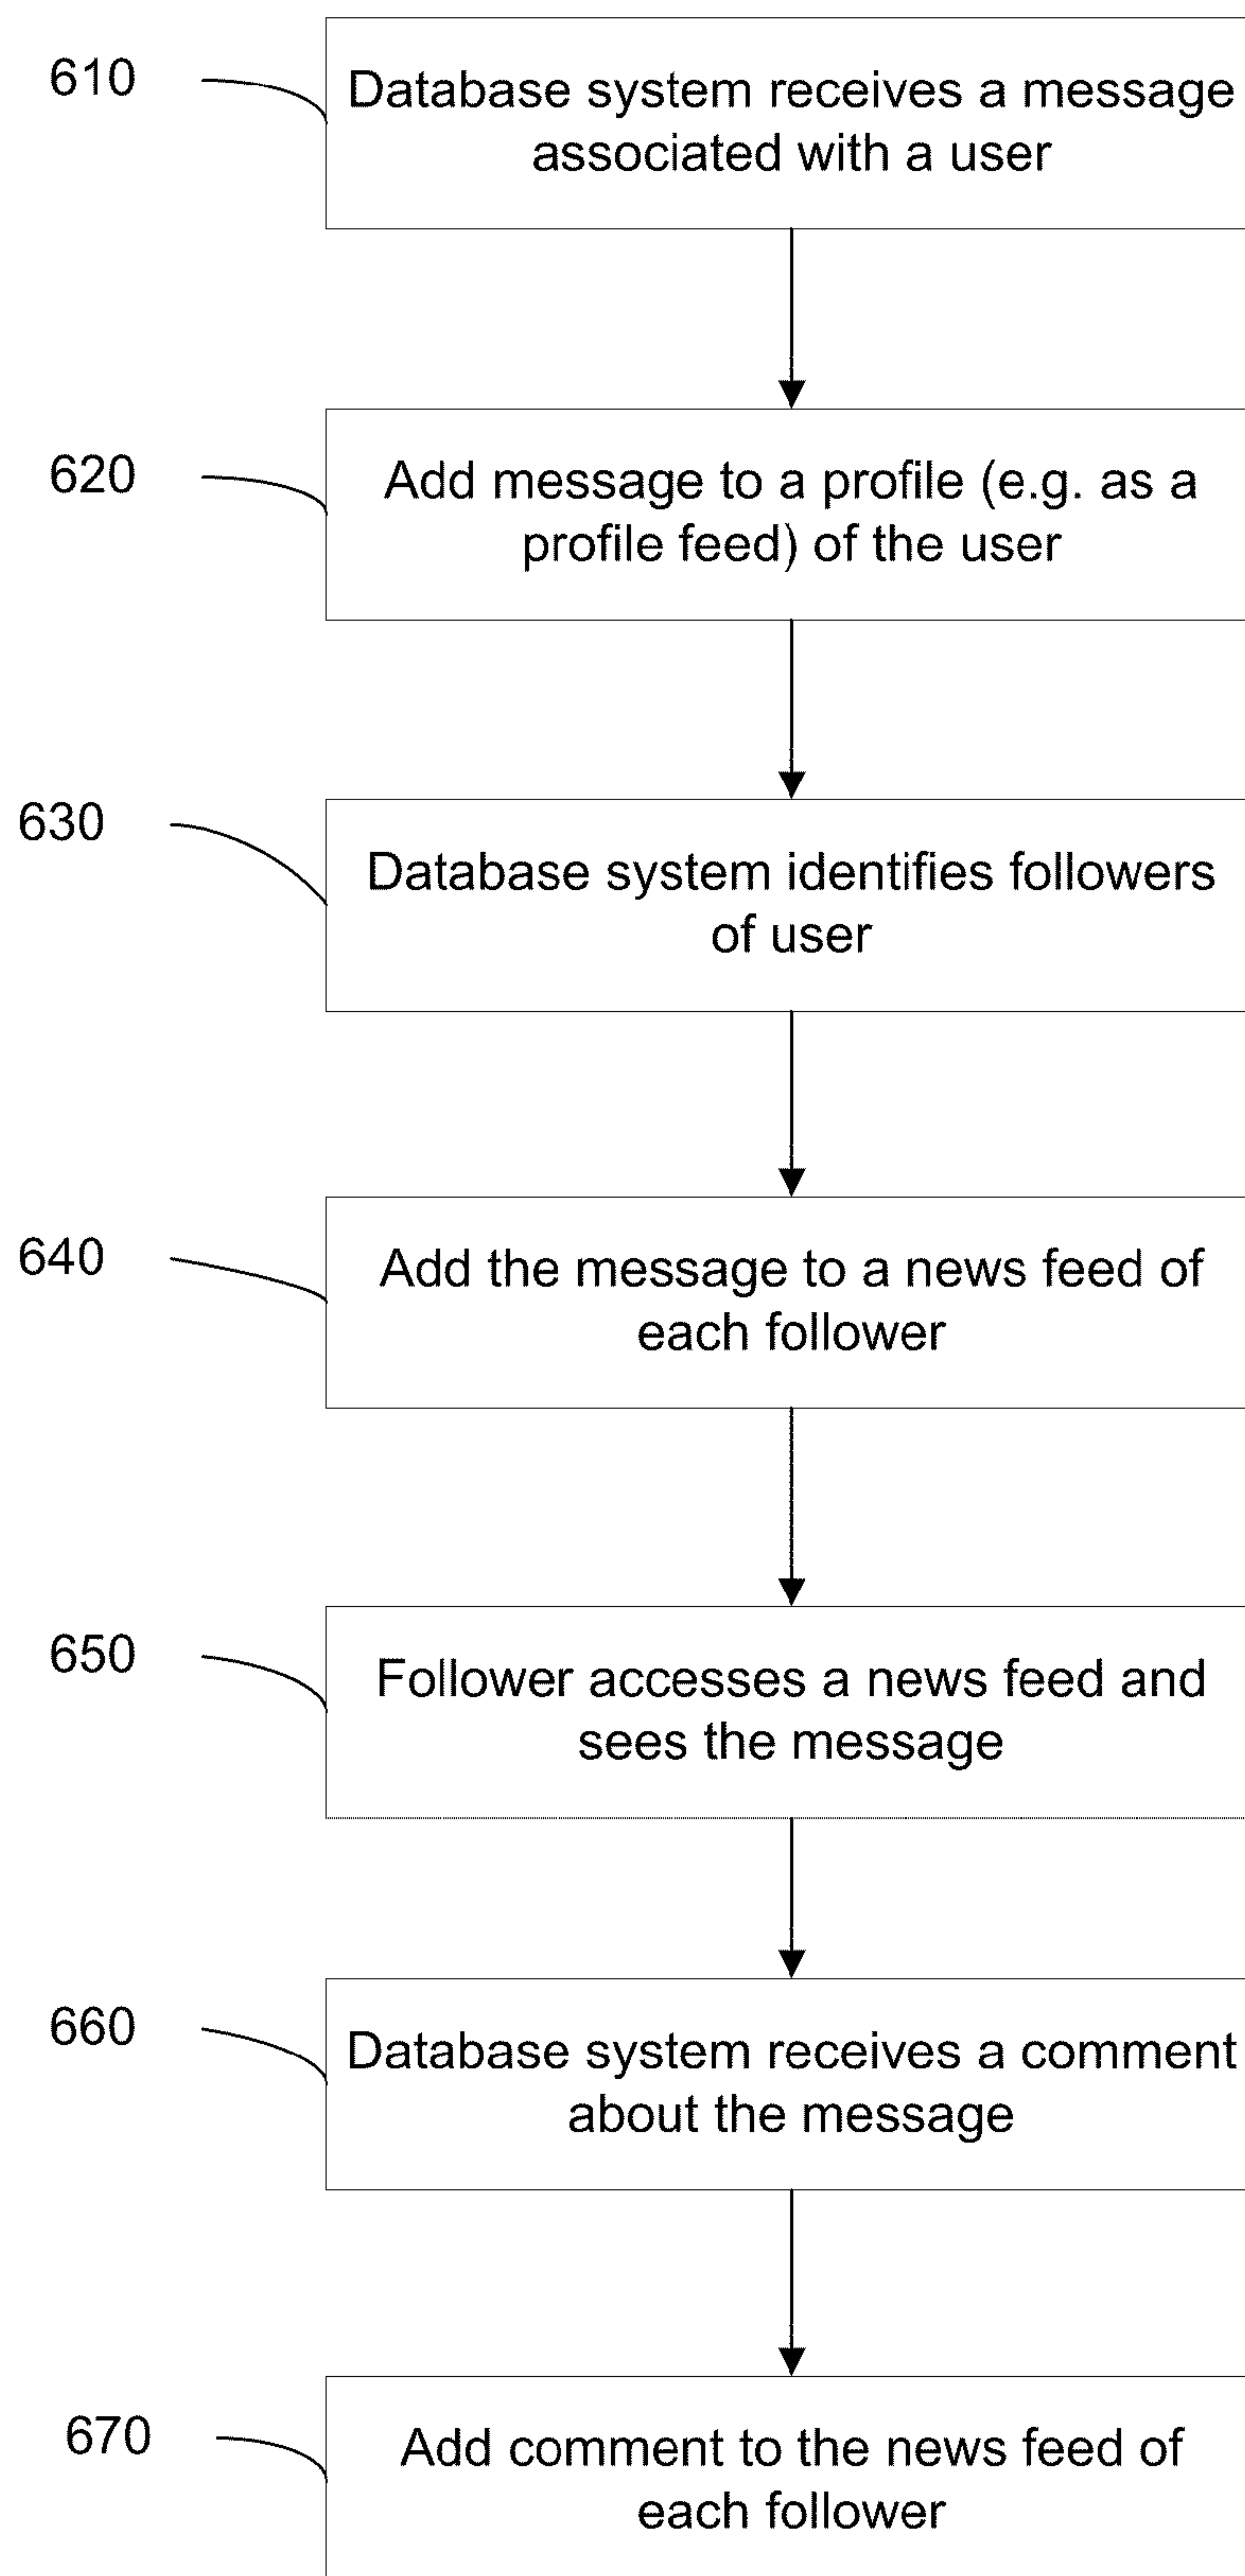 610
Database system receives a message
associated with a user
620
Add message to a profile (e.g. as a
profile feed) of the user
630
Database system identifies followers
of user
640
Add the message to a news feed of
each follower
650
Follower accesses a news feed and
sees the message
660
Database system receives a comment
about the message
670
Add comment to the news feed of
each follower